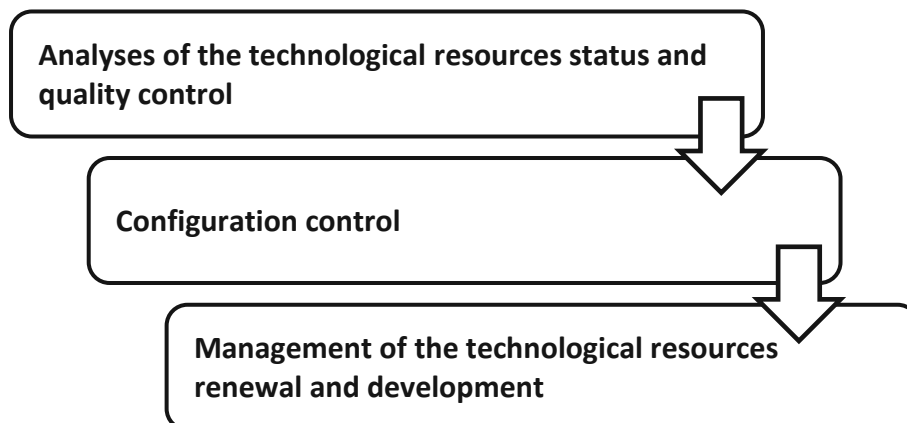 Analyses of the technological resources status and
quality control
Configuration control
Management of the technological resources
renewal and development